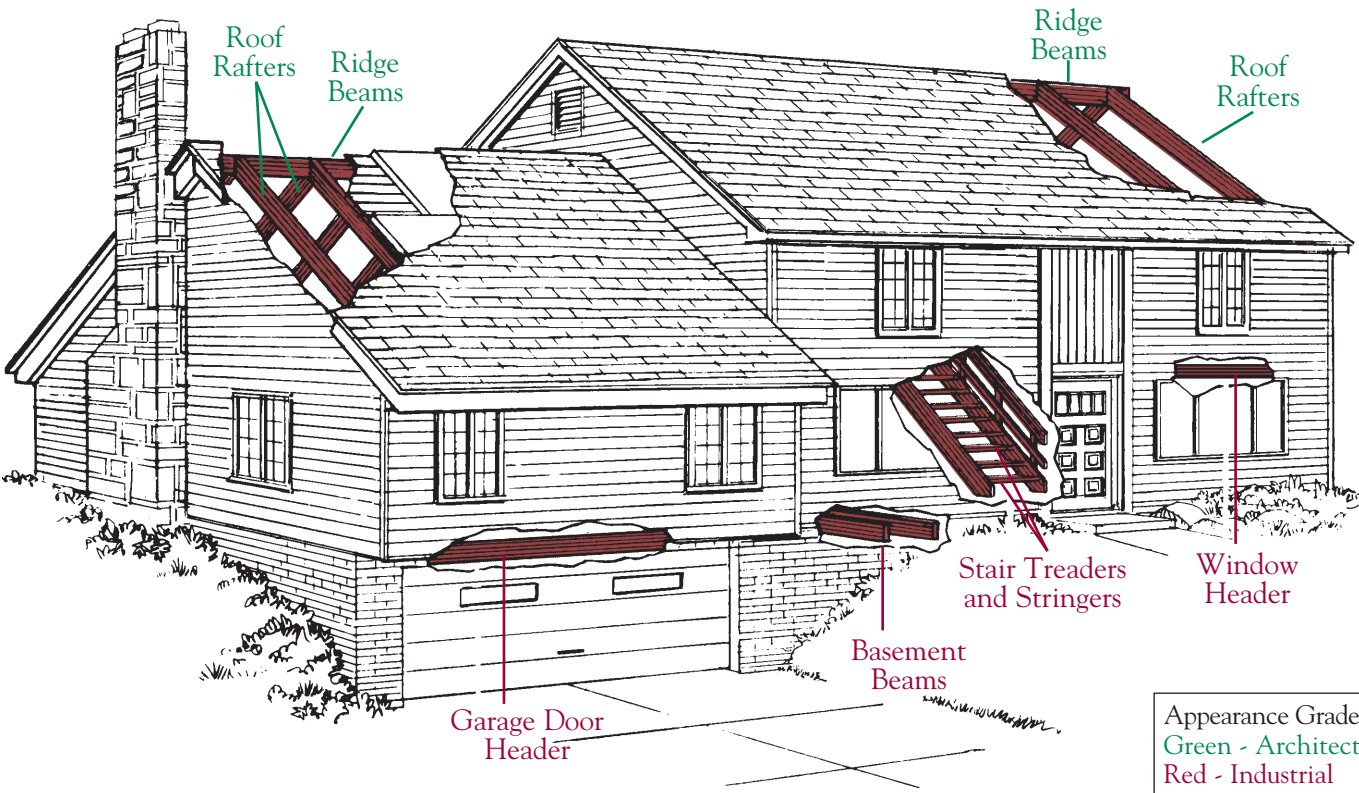 Ridge
Beams
Roof
Rafters
Ridge
Beams
Roof
Rafters
Stair Treaders
and Stringers
Window
Header
Basement
Beams
Garage Door
Header
Appearance Grade
Green - Architect
Red - Industrial